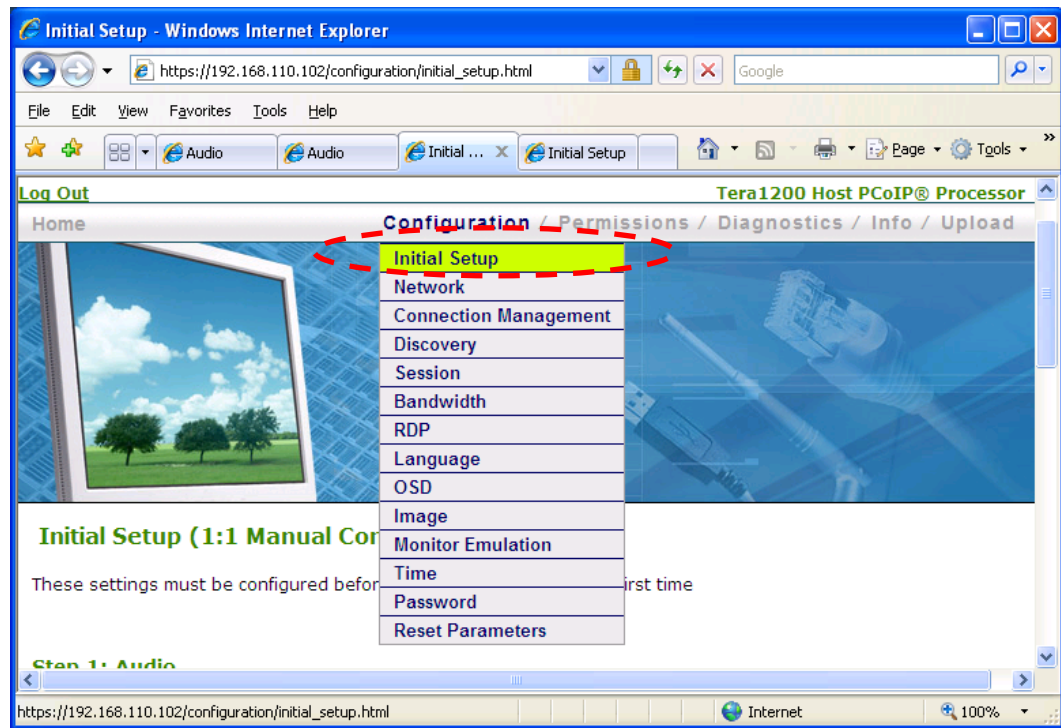 Initial Setup - Windows Internet Explorer
https://192.168.110.102/configuration/initial_setup.html
Google
File Edit View Favorites Tools Help
Audio Audio Initial ... Initial Setup Page Tools »
Log Out Tera1200 Host PCoIP® Processor
Home Configuration / Permissions / Diagnostics / Info / Upload
Initial Setup
Network
Connection Management
Discovery
Session
Bandwidth
RDP
Language
OSD
Image
Monitor Emulation
Time
Password
Reset Parameters
Initial Setup (1:1 Manual Con
These settings must be configured befor irst time
Step 1: Audio
https://192.168.110.102/configuration/initial_setup.html Internet 100%